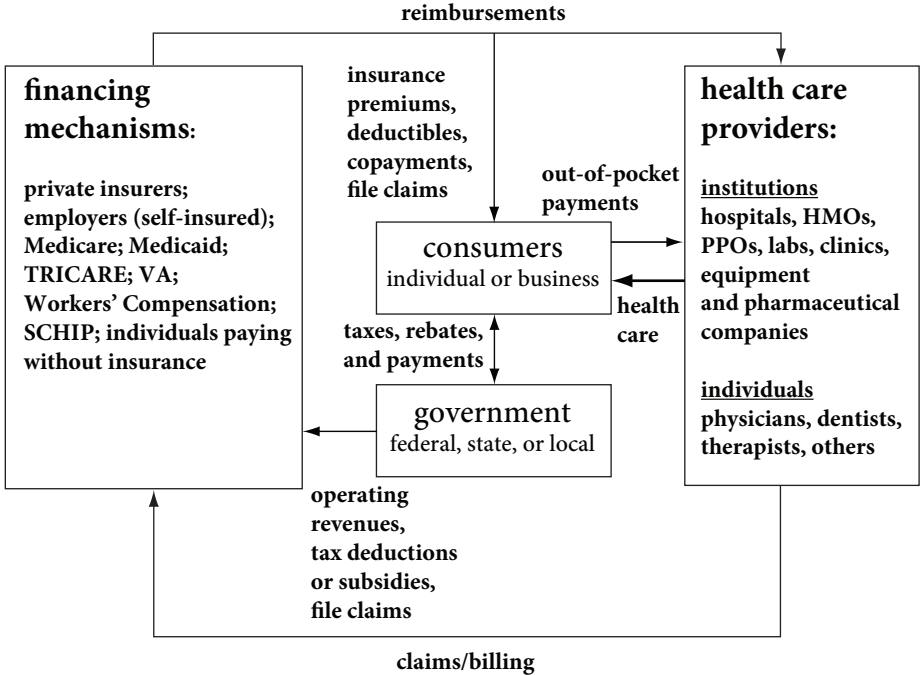 reimbursements
financing
mechanisms:
private insurers;
employers (self-insured);
Medicare; Medicaid;
TRICARE; VA;
Workers' Compensation;
SCHIP; individuals paying
without insurance
insurance
premiums,
deductibles,
copayments,
file claims
out-of-pocket
payments
consumers
individual or business
health
care
taxes, rebates,
and payments
government
federal, state, or local
operating
revenues,
tax deductions
or subsidies,
file claims
health care
providers:
institutions
hospitals, HMOs,
PPOs, labs, clinics,
equipment
and pharmaceutical
companies
individuals
physicians, dentists,
therapists, others
claims/billing